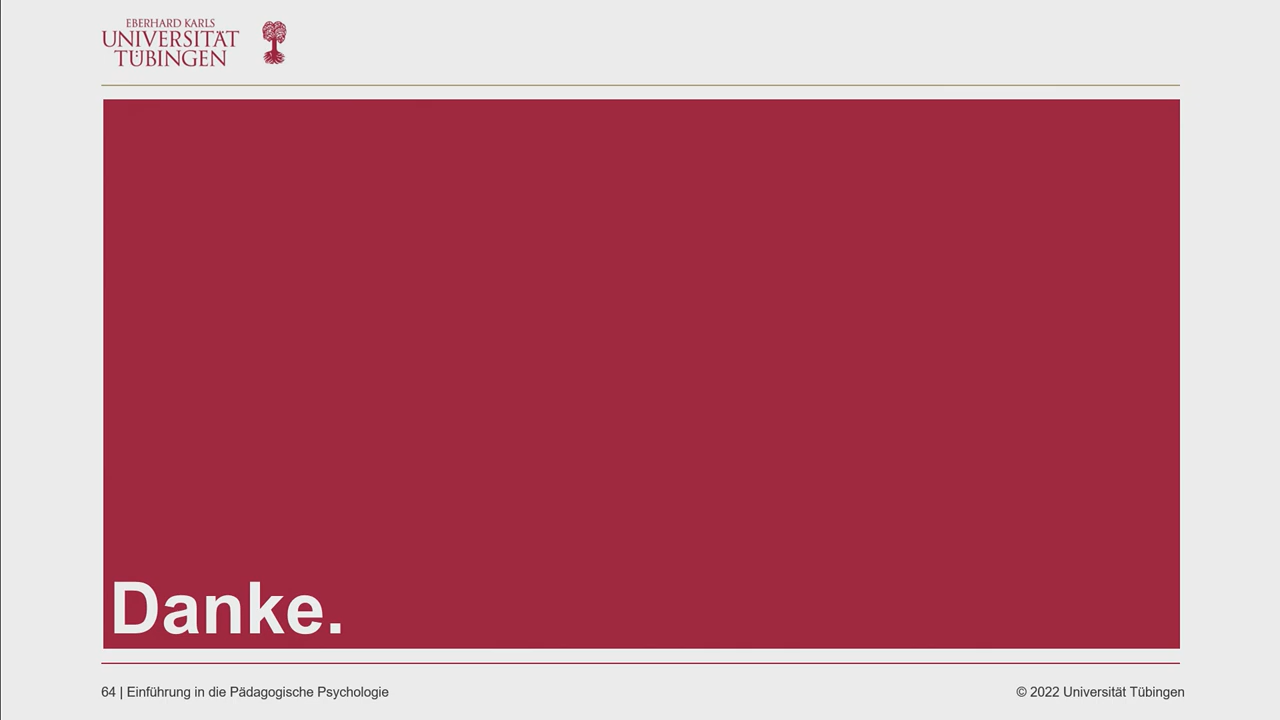 EBERHARD KARLS
UNIVERSITÄT
TÜBINGEN
Danke.
64 | Einführung in die Pädagogische Psychologie
© 2022 Universität Tübingen